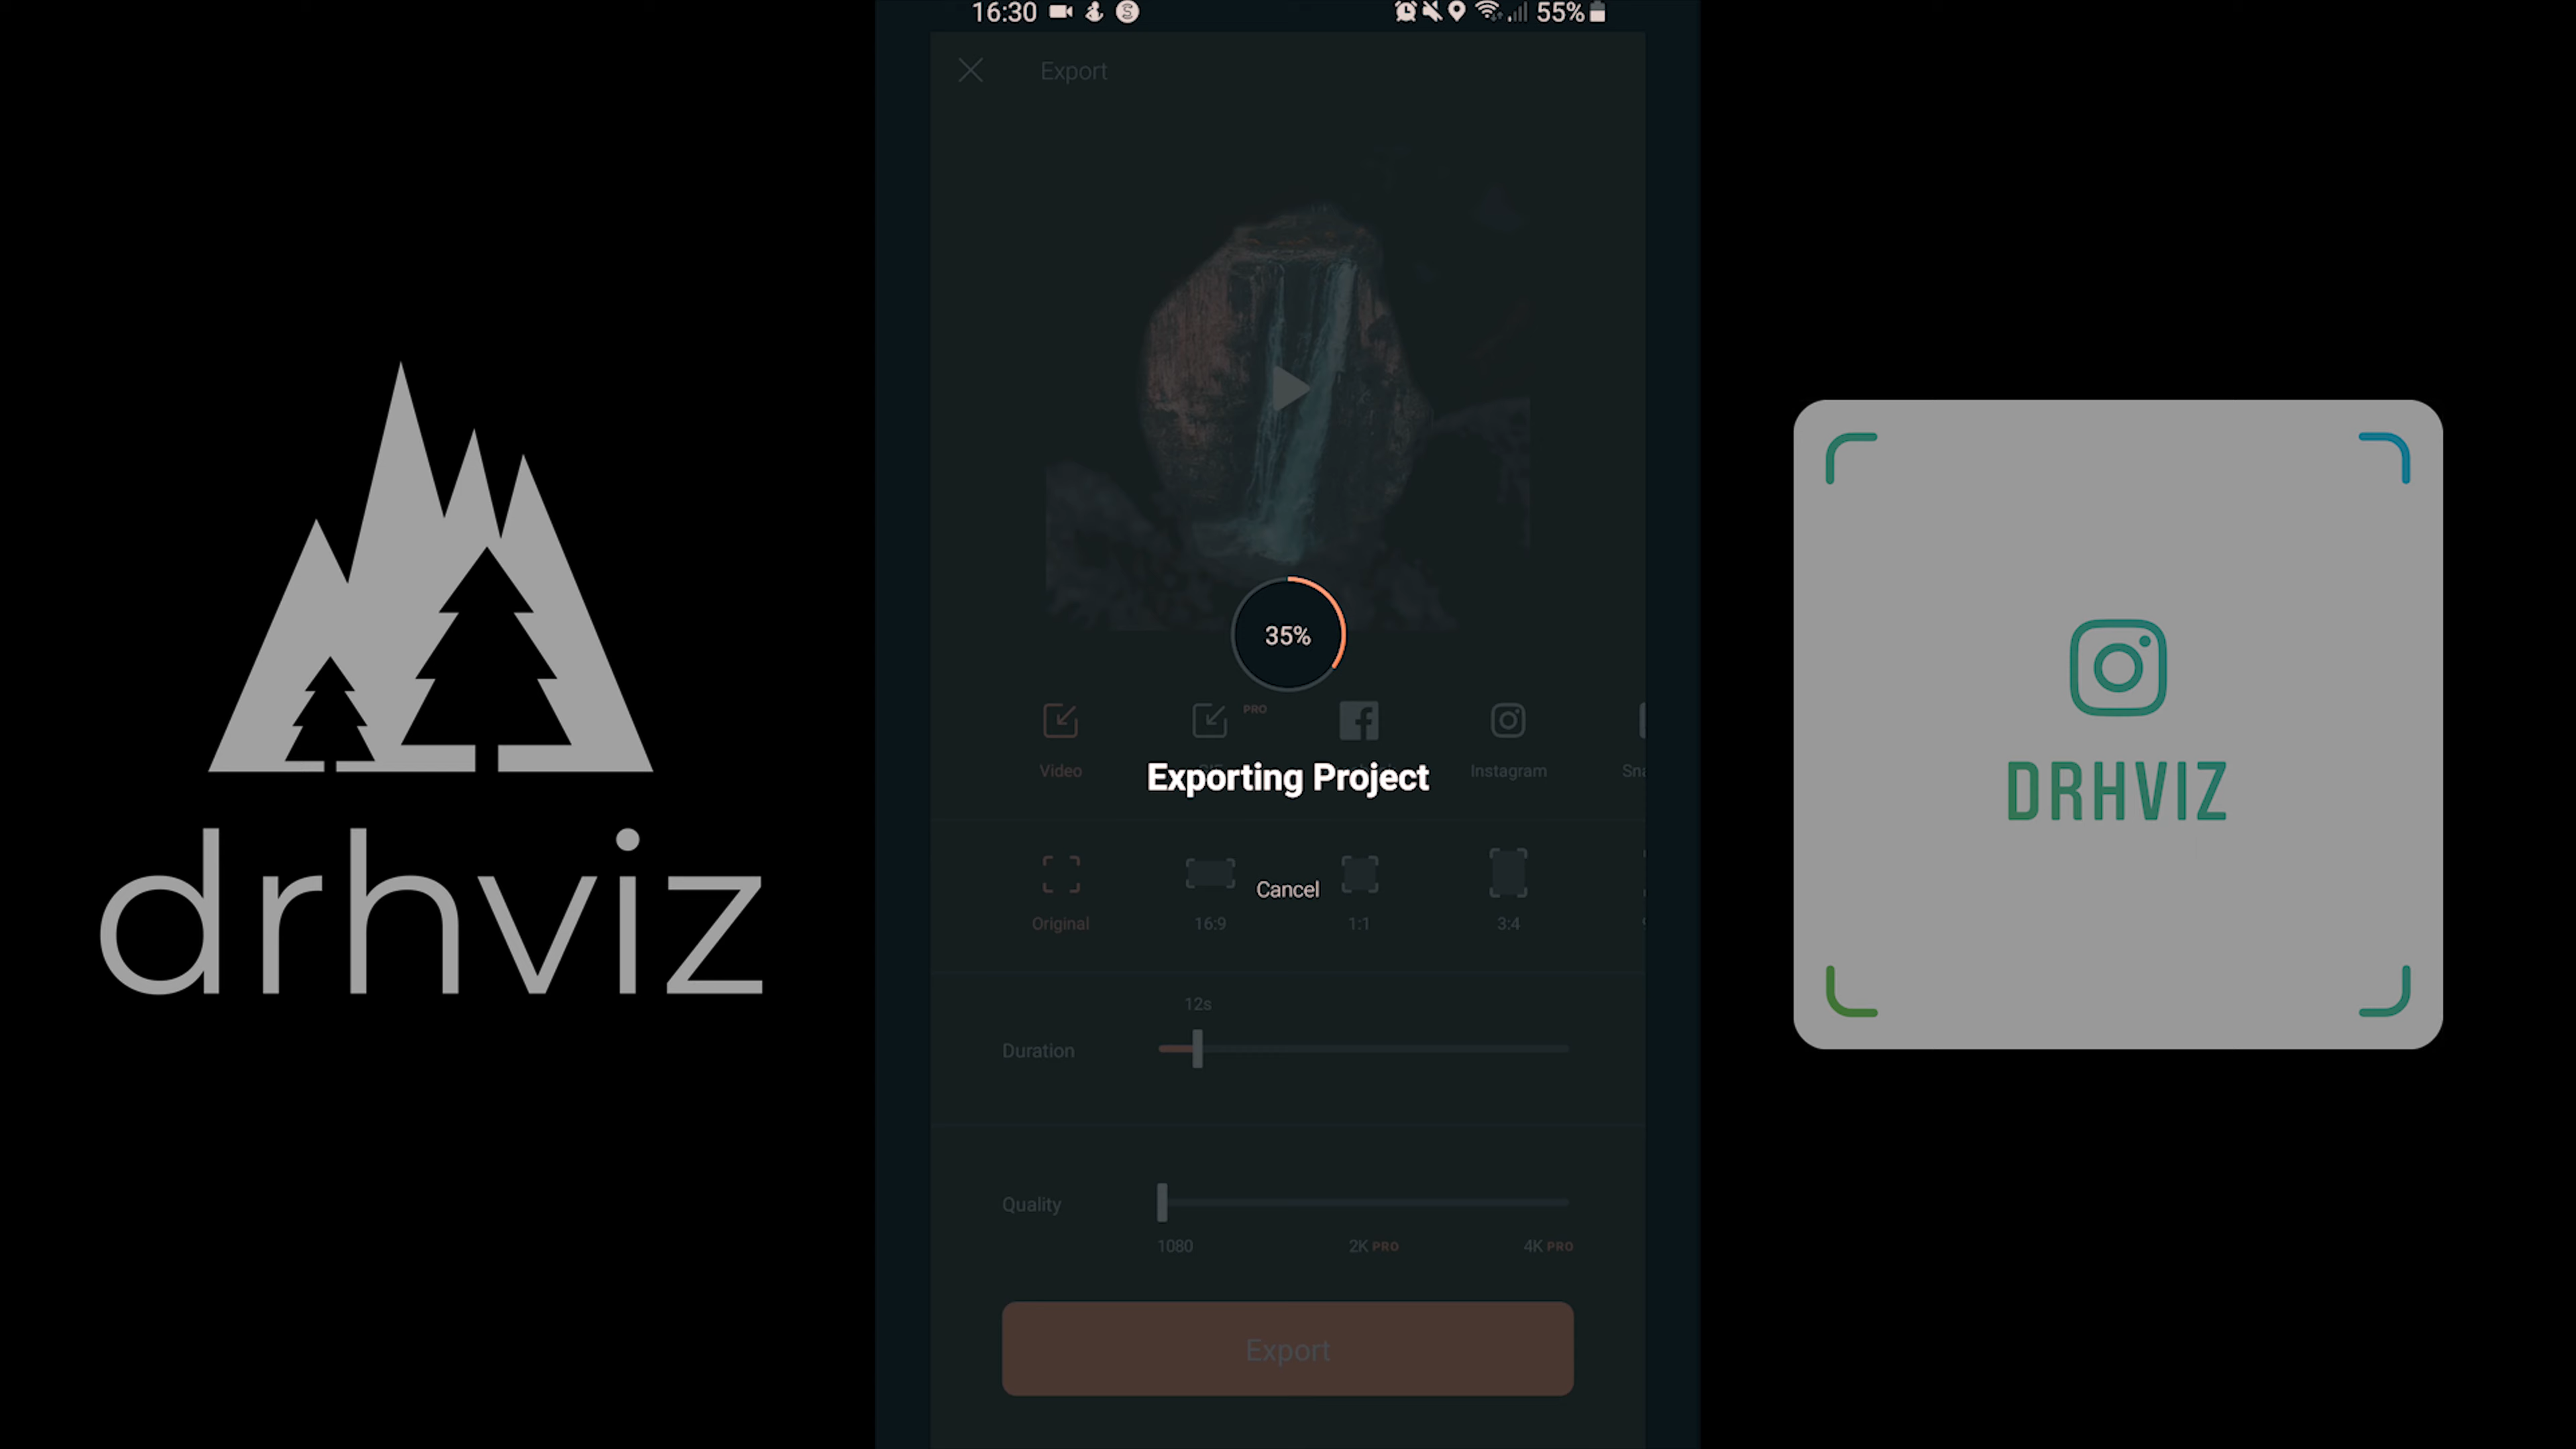 16:30
55%
Export
35%
PRO
Video
Instagram
Exporting Project
Cancel
Original
16:9
1:1
3:4
12s
Duration
Quality
1080
2K PRO
4K PRO
Export
drhviz
DRHVIZ